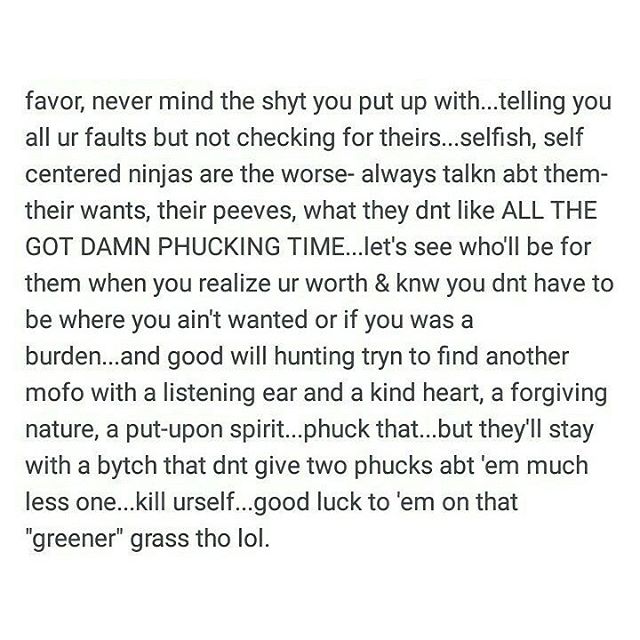 favor, never mind the shyt you put up with...telling you
all ur faults but not checking for theirs...selfish, self
centered ninjas are the worse- always talkn abt them-
their wants, their peeves, what they dnt like ALL THE
GOT DAMN PHUCKING TIME...let's see who'll be for
them when you realize ur worth & knw you dnt have to
be where you ain't wanted or if you was a
burden...and good will hunting tryn to find another
mofo with a listening ear and a kind heart, a forgiving
nature, a put-upon spirit...phuck that...but they'll stay
with a bytch that dnt give two phucks abt 'em much
less one...kill urself...good luck to 'em on that
"greener" grass tho lol.